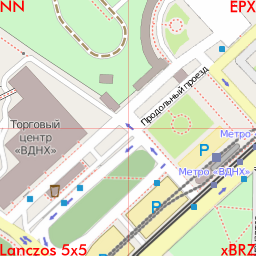 NN
EPX
Продольный проезд
Торговый
центр
«ВДНХ»
Метро
P
Метро «ВДНХ»
P
P
Lanczos 5x5
xBRZ